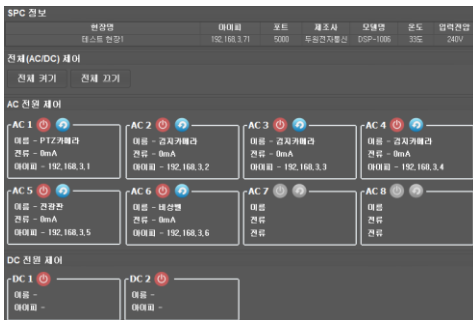 SPC 정보
현장명 아이피 포트 제조사 모델명 온도 입력전압
테스트 현장1 192,168,3,71 5000 두원전자통신 DSP-1006 33도 240V
전체(AC/DC) 제어
전체 켜기 전체 끄기
AC 전원 제어
AC 1 AC 2 AC 3 AC 4
이름 - PTZ카메라 이름 - 감지카메라 이름 - 감지카메라 이름 - 감지카메라
전류 - 0mA 전류 - 0mA 전류 - 0mA 전류 - 0mA
아이피 - 192,168,3,1 아이피 - 192,168,3,2 아이피 - 192,168,3,3 아이피 - 192,168,3,4
AC 5 AC 6 AC 7 AC 8
이름 - 전광판 이름 - 비상벨 이름 이름
전류 - 0mA 전류 - 0mA 전류 전류
아이피 - 192,168,3,5 아이피 - 192,168,3,6 전류 전류
DC 전원 제어
DC 1 DC 2
이름 - 이름 -
아이피 - 아이피 -